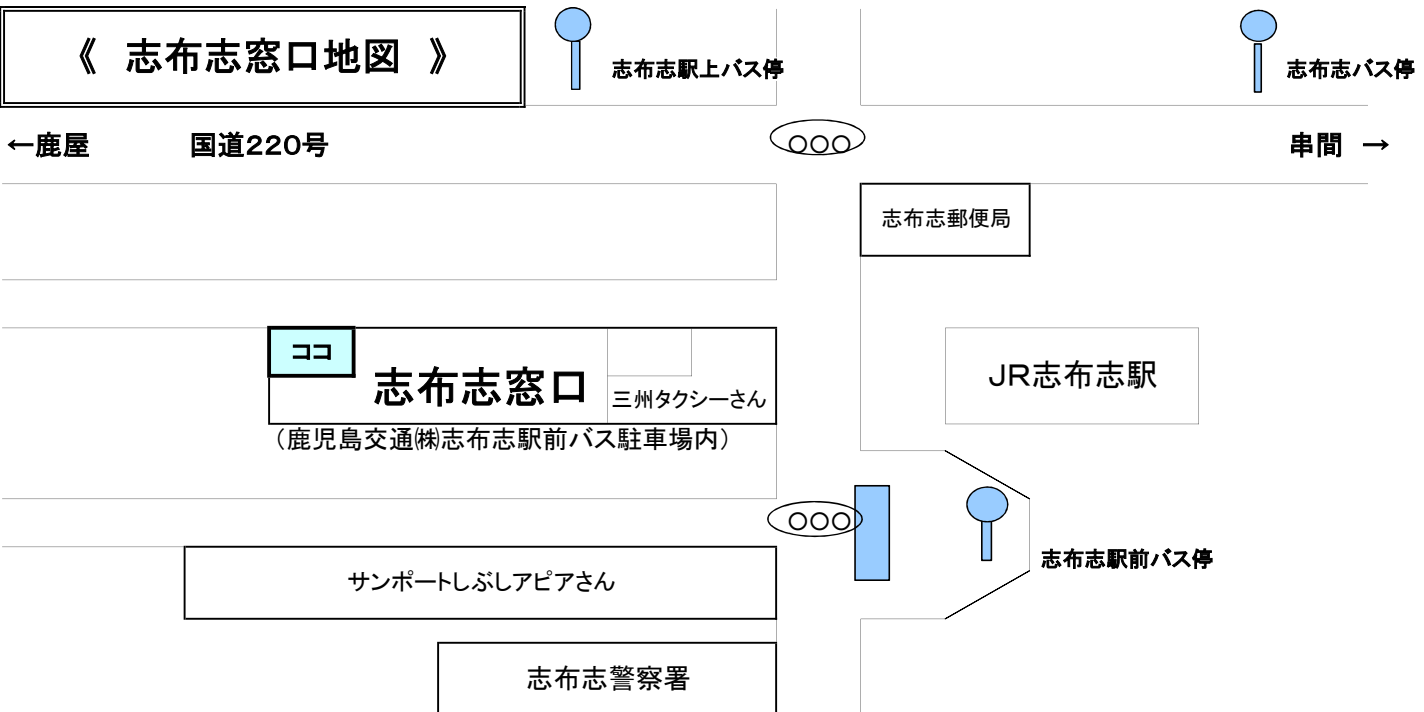 《 志布志窓口地図 》
志布志駅上バス停
志布志バス停
←鹿屋
国道220号
○○○
串間 →
志布志郵便局
ココ
志布志窓口
三州タクシーさん
JR志布志駅
（鹿児島交通㈱志布志駅前バス駐車場内）
○○○
志布志駅前バス停
サンポートしぶしアピアさん
志布志警察署